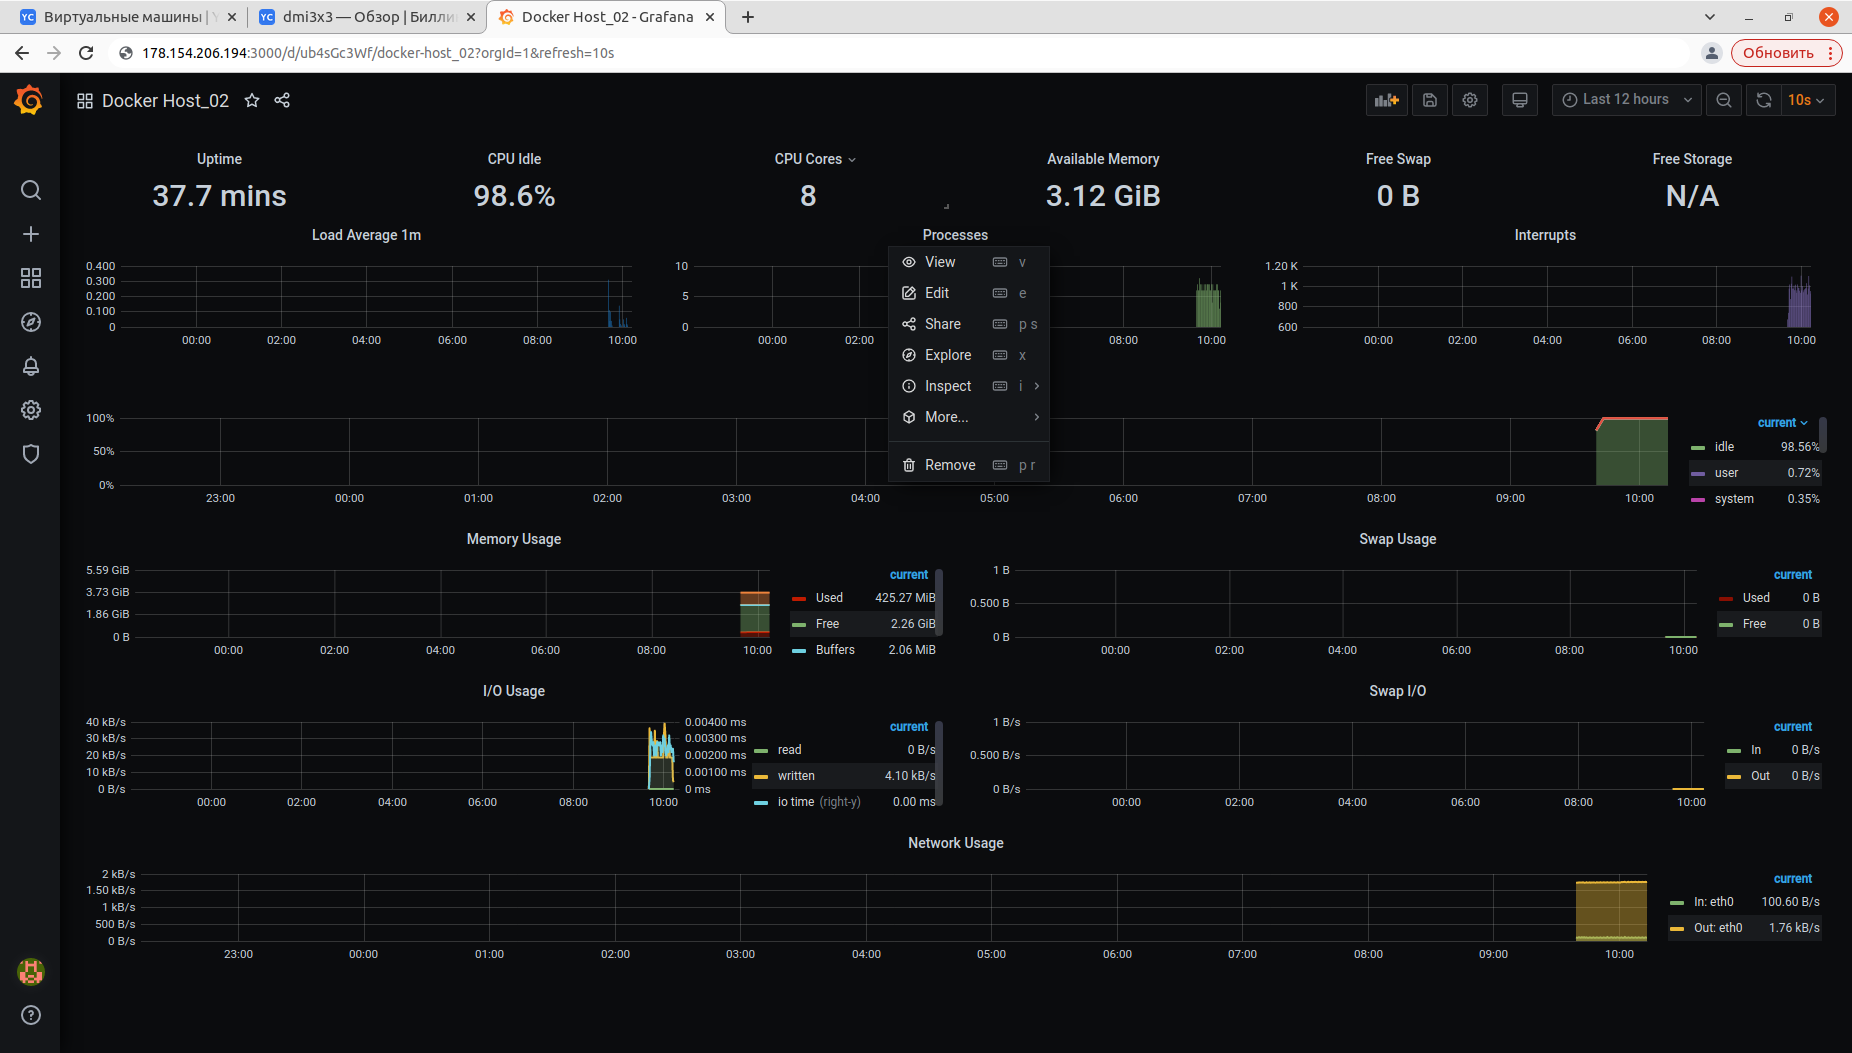 Виртуальные машины | Y
dmi3x3 — Обзор | Билли
Docker Host_02 - Grafana
178.154.206.194:3000/d/ub4sGc3Wf/docker-host_02?orgId=1&refresh=10s
Обновить
Docker Host_02
Last 12 hours
10s
Uptime
37.7 mins
CPU Idle
98.6%
CPU Cores
8
Available Memory
3.12 GiB
Free Swap
0 B
Free Storage
N/A
Load Average 1m
0.400
0.300
0.200
0.100
0
00:00 02:00 04:00 06:00 08:00 10:00
Processes
10
5
0
00:00 02:00 08:00 10:00
View v
Edit e
Share p s
Explore x
Inspect i
More...
Remove p r
Interrupts
1.20 K
1 K
800
600
00:00 02:00 04:00 06:00 08:00 10:00
100%
50%
0%
23:00 00:00 01:00 02:00 03:00 04:00 05:00 06:00 07:00 08:00 09:00 10:00
current
idle 98.56%
user 0.72%
system 0.35%
Memory Usage
5.59 GiB
3.73 GiB
1.86 GiB
0 B
00:00 02:00 04:00 06:00 08:00 10:00
current
Used 425.27 MiB
Free 2.26 GiB
Buffers 2.06 MiB
Swap Usage
1 B
0.500 B
0 B
00:00 02:00 04:00 06:00 08:00 10:00
current
Used 0 B
Free 0 B
I/O Usage
40 kB/s
30 kB/s
20 kB/s
10 kB/s
0 B/s
0.00400 ms
0.00300 ms
0.00200 ms
0.00100 ms
0 ms
00:00 02:00 04:00 06:00 08:00 10:00
current
read 0 B/s
written 4.10 kB/s
io time (right-y) 0.00 ms
Swap I/O
1 B/s
0.500 B/s
0 B/s
00:00 02:00 04:00 06:00 08:00 10:00
current
In 0 B/s
Out 0 B/s
Network Usage
2 kB/s
1.50 kB/s
1 kB/s
500 B/s
0 B/s
23:00 00:00 01:00 02:00 03:00 04:00 05:00 06:00 07:00 08:00 09:00 10:00
current
In: eth0 100.60 B/s
Out: eth0 1.76 kB/s